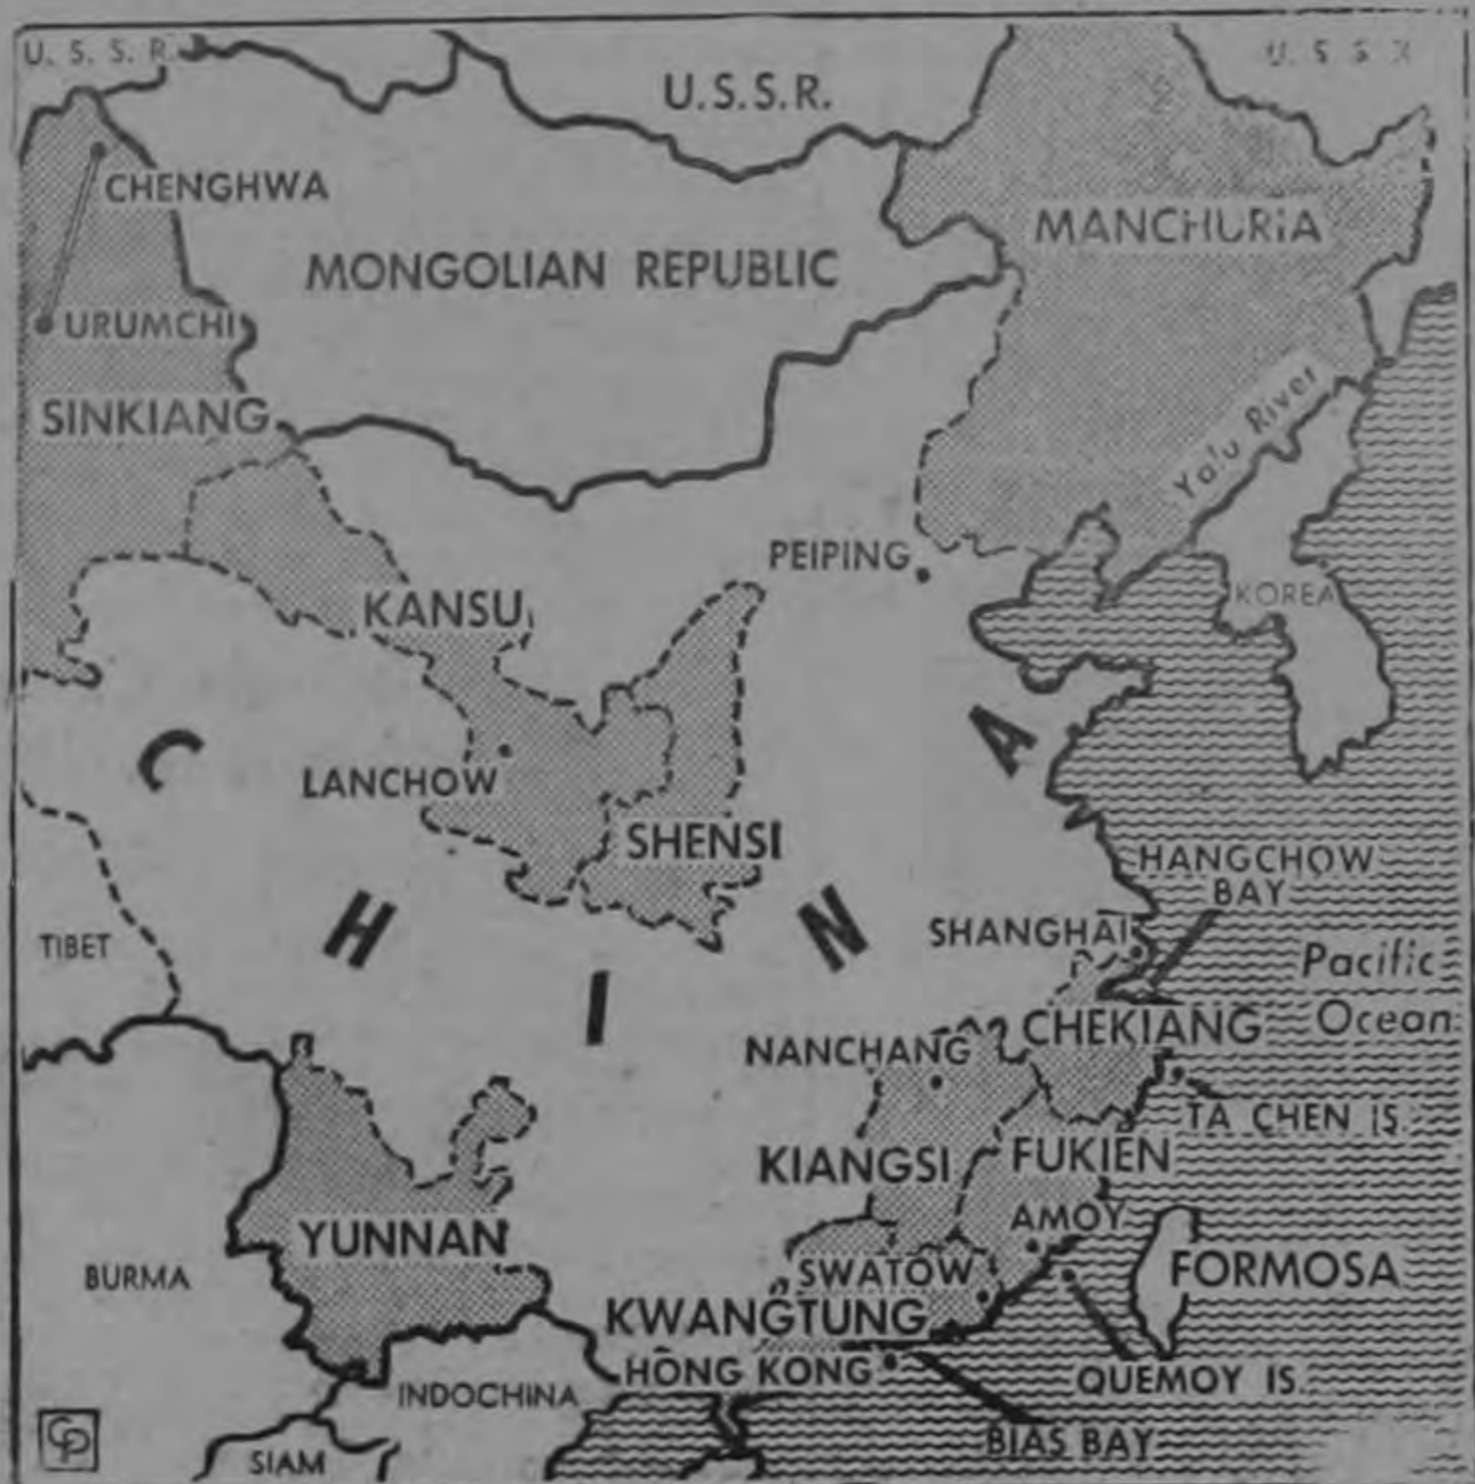 U. S. S. R.
U.S.S.R.
U S S R
CHENGHWA
MANCHURIA
MONGOLIAN REPUBLIC
URUMCHI
SINKIANG
Yalu River
PEIPING
KOREA
KANSU
C H I N A
LANCHOW
SHENSI
HANGCHOW
BAY
SHANGHAI
TIBET
Pacific
Ocean
CHEKIANG
NANCHANG
TA CHEN IS.
FUKIEN
KIANGSI
AMOY
YUNNAN
FORMOSA
SWATOW
BURMA
KWANGTUNG
HONG KONG
QUEMOY IS.
INDOCHINA
BIAS BAY
SIAM
CP